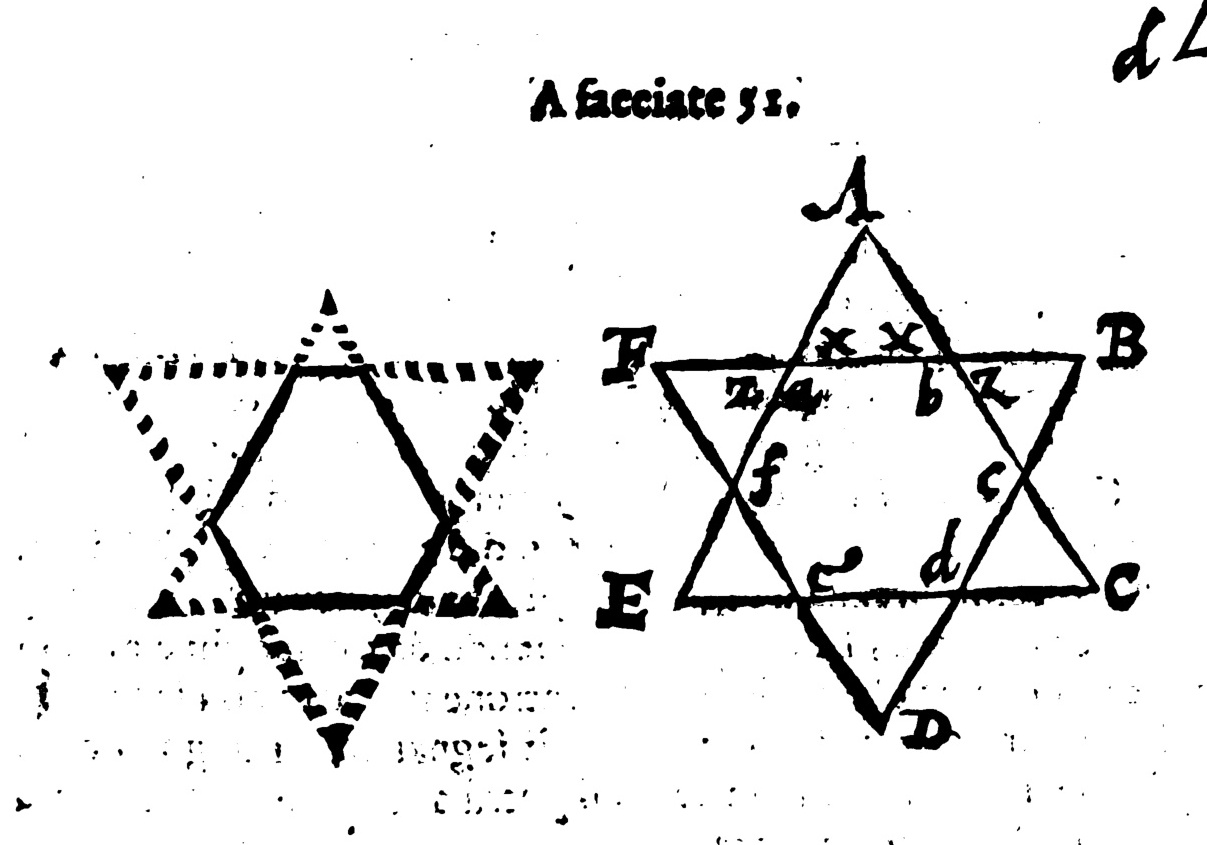 d
A facciate 51.
A
F x x B
z a b z
f c
E e d C
D